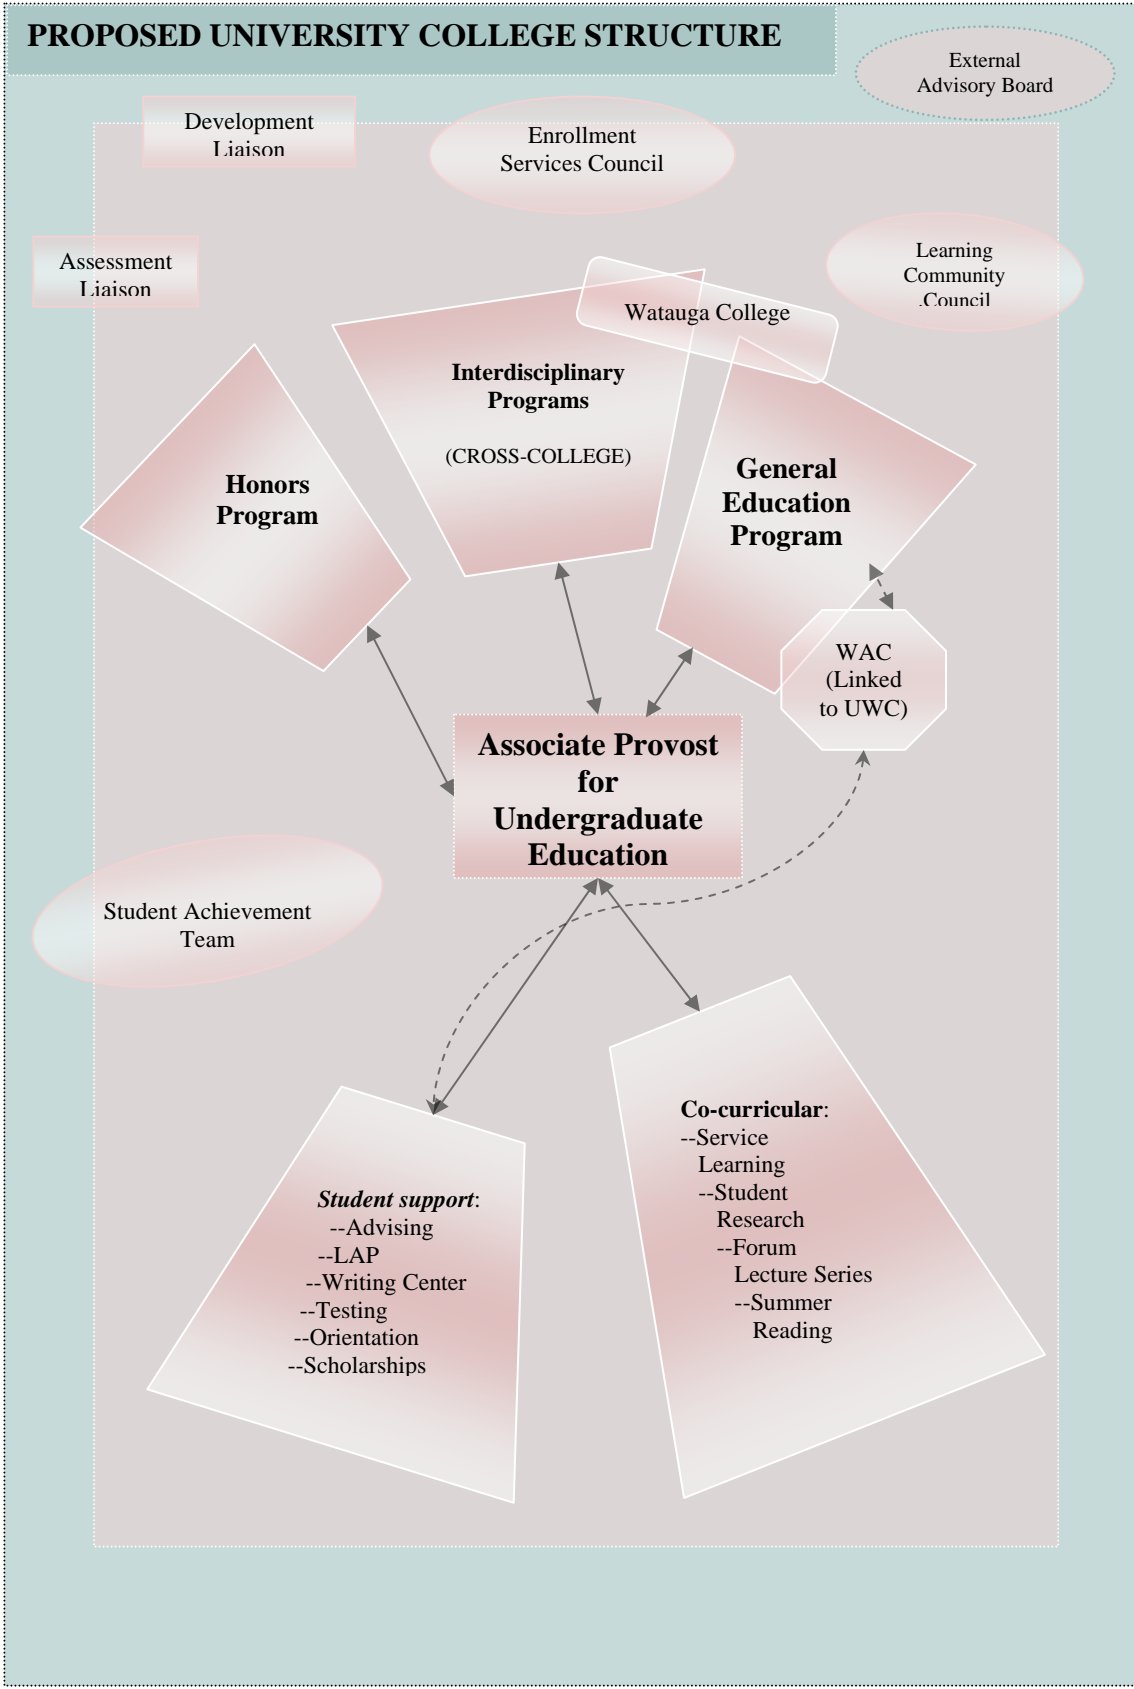 PROPOSED UNIVERSITY COLLEGE STRUCTURE
External
Advisory Board
Development
Liaison
Enrollment
Services Council
Assessment
Liaison
Learning
Community
.Council
Watauga College
Interdisciplinary
Programs
(CROSS-COLLEGE)
Honors
Program
General
Education
Program
WAC
(Linked
to UWC)
Associate Provost
for
Undergraduate
Education
Student Achievement
Team
Co-curricular:
--Service
Learning
--Student
Research
--Forum
Lecture Series
--Summer
Reading
Student support:
--Advising
--LAP
--Writing Center
--Testing
--Orientation
--Scholarships